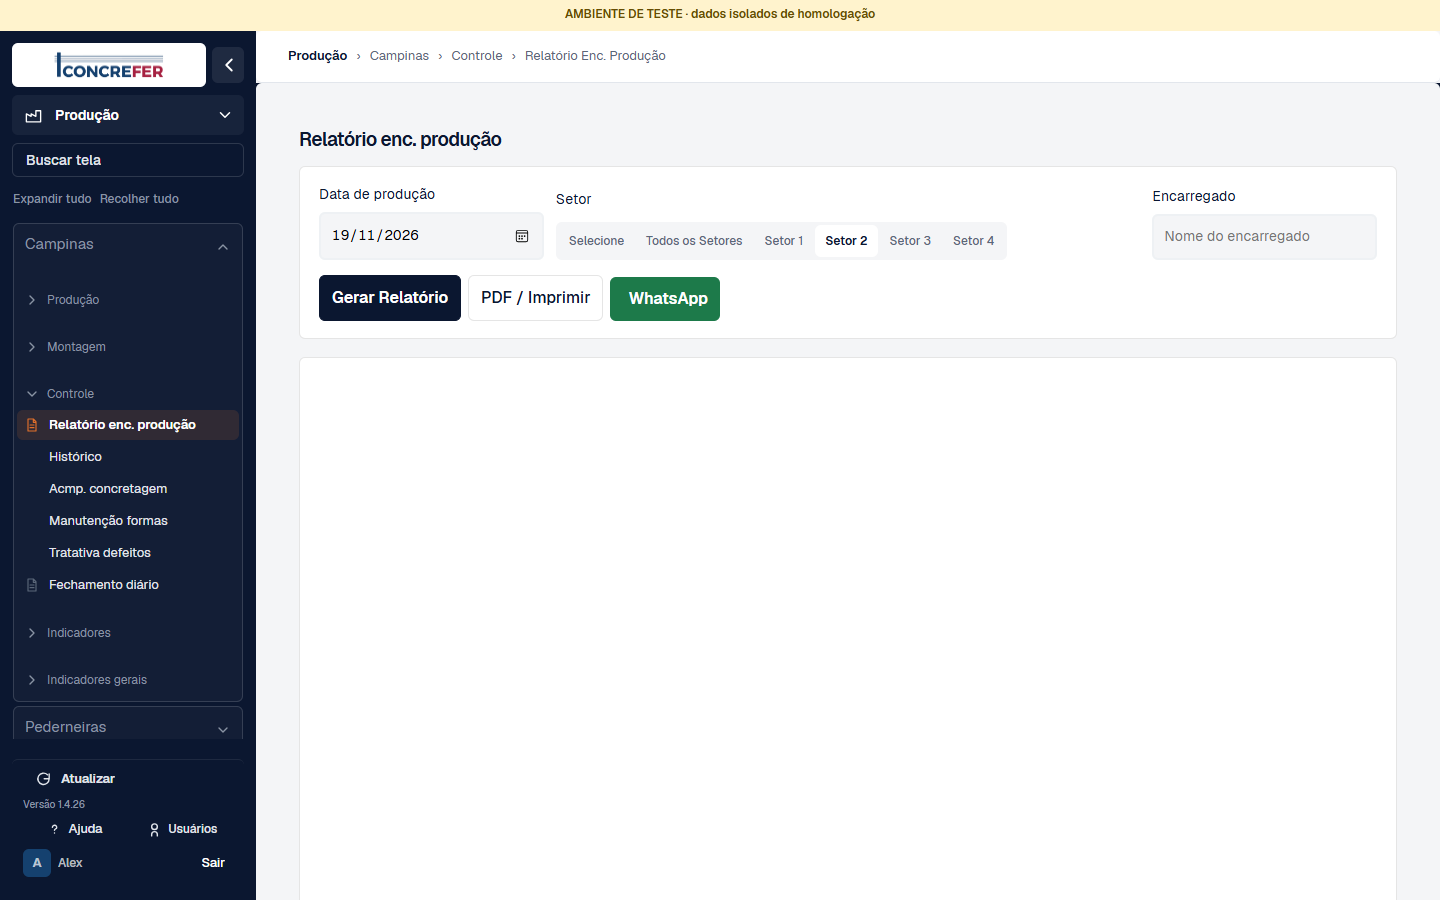 AMBIENTE DE TESTE · dados isolados de homologação
CONCREFER
Produção
Buscar tela
Expandir tudo Recolher tudo
Campinas
Produção
Montagem
Controle
Relatório enc. produção
Histórico
Acmp. concretagem
Manutenção formas
Tratativa defeitos
Fechamento diário
Indicadores
Indicadores gerais
Pederneiras
Atualizar
Versão 1.4.26
? Ajuda Usuários
A Alex Sair
Produção › Campinas › Controle › Relatório Enc. Produção
Relatório enc. produção
Data de produção Setor Encarregado
19/11/2026 Selecione Todos os Setores Setor 1 Setor 2 Setor 3 Setor 4 Nome do encarregado
Gerar Relatório PDF / Imprimir WhatsApp